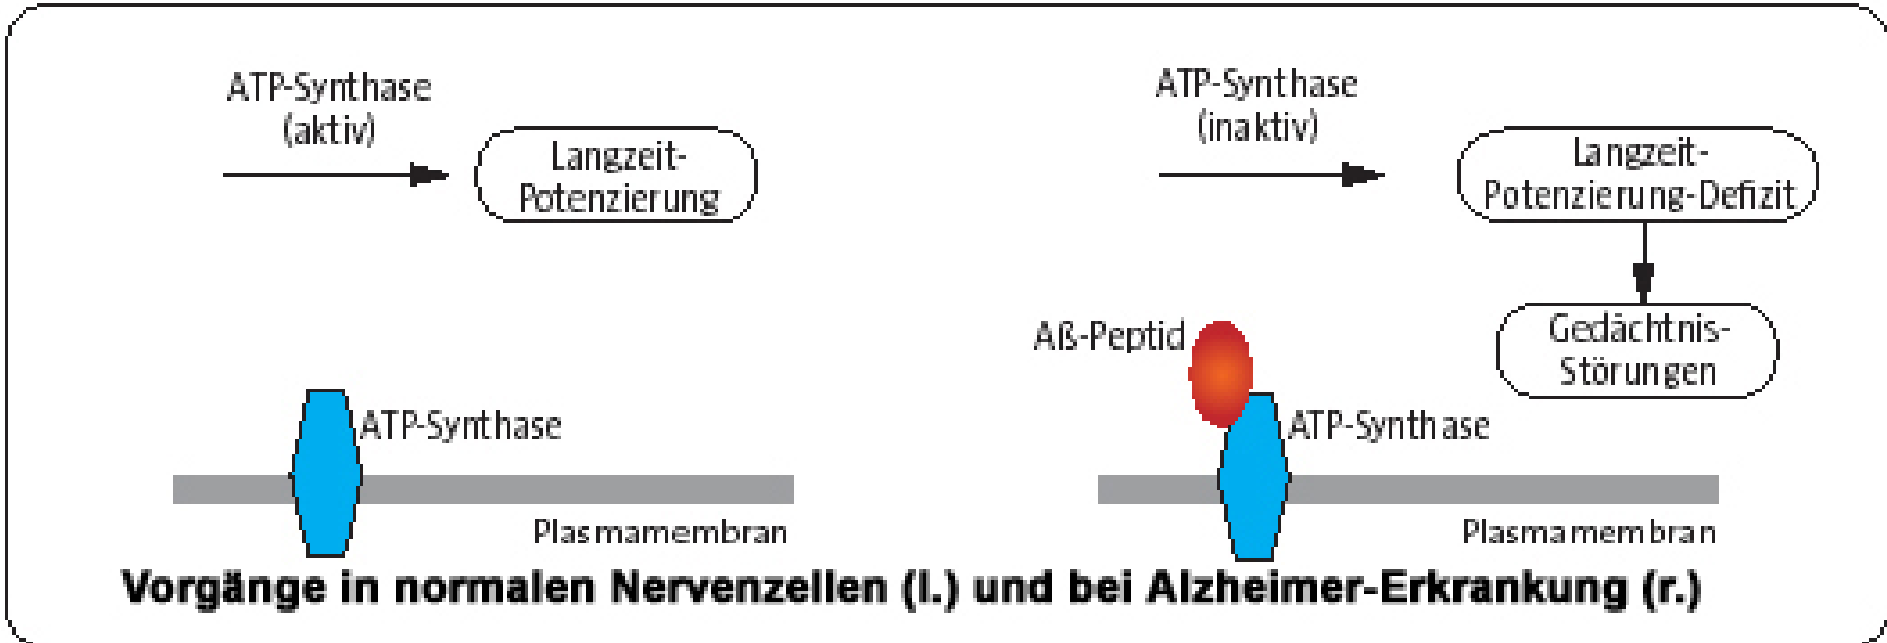 ATP-Synthase
(aktiv)
Langzeit-
Potenzierung
ATP-Synthase
Plasmamembran
ATP-Synthase
(inaktiv)
Langzeit-
Potenzierung-Defizit
Gedächtnis-
Störungen
Aß-Peptid
ATP-Synthase
Plasmamembran
Vorgänge in normalen Nervenzellen (l.) und bei Alzheimer-Erkrankung (r.)